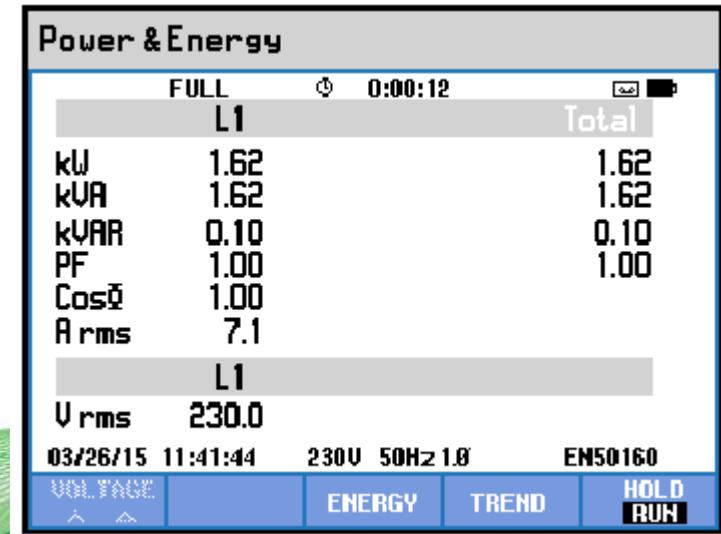 Power & Energy
FULL 0:00:12
L1 Total
kW 1.62 1.62
kVA 1.62 1.62
kVAR 0.10 0.10
PF 1.00 1.00
CosΦ 1.00
A rms 7.1
L1
V rms 230.0
03/26/15 11:41:44 230V 50Hz 1.0 EN50160
VOLTAGE ENERGY TREND HOLD
RUN